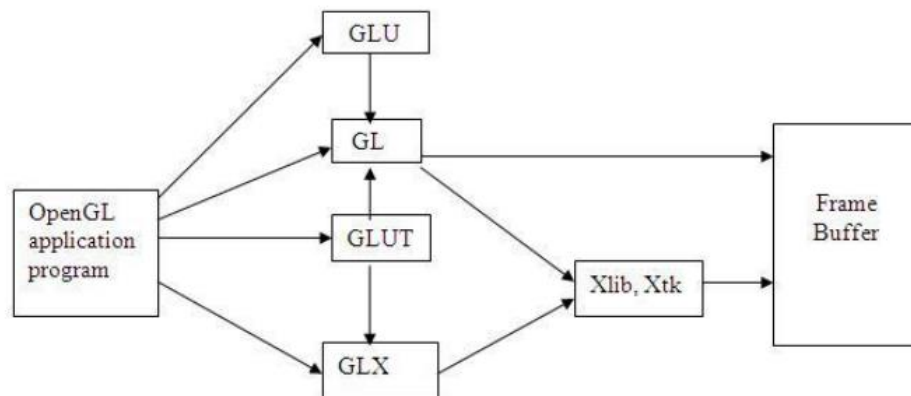 GLU
GL
OpenGL
application
program
GLUT
GLX
Xlib, Xtk
Frame
Buffer